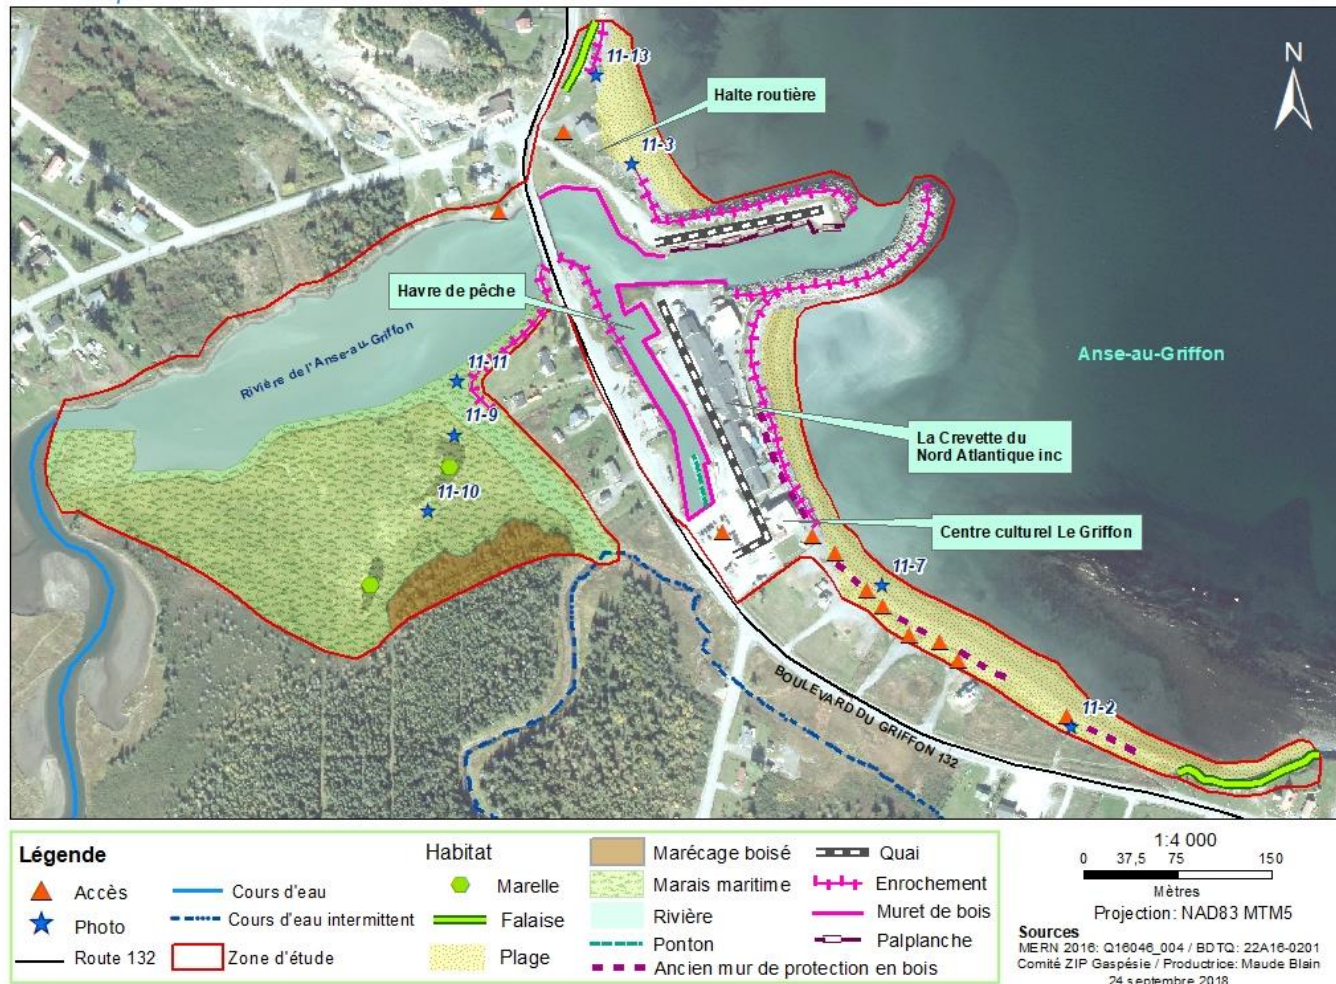 11-13
Halte routière
N
11-3
Havre de pêche
Rivière de l'Anse-au-Griffon
Anse-au-Griffon
11-11
11-9
La Crevette du
Nord Atlantique inc
11-10
Centre culturel Le Griffon
11-7
BOULEVARD DU GRIFFON 132
11-2
Légende
Accès
Photo
Route 132
Cours d'eau
Cours d'eau intermittent
Zone d'étude
Habitat
Marelle
Falaise
Plage
Marécage boisé
Marais maritime
Rivière
Ponton
Ancien mur de protection en bois
Quai
Enrochement
Muret de bois
Palplanche
1:4 000
0 37,5 75 150
Mètres
Projection: NAD83 MTM5
Sources
MERN 2016: Q16046_004 / BDTQ: 22A16-0201
Comité ZIP Gaspésie / Productrice: Maude Blain
24 septembre 2018